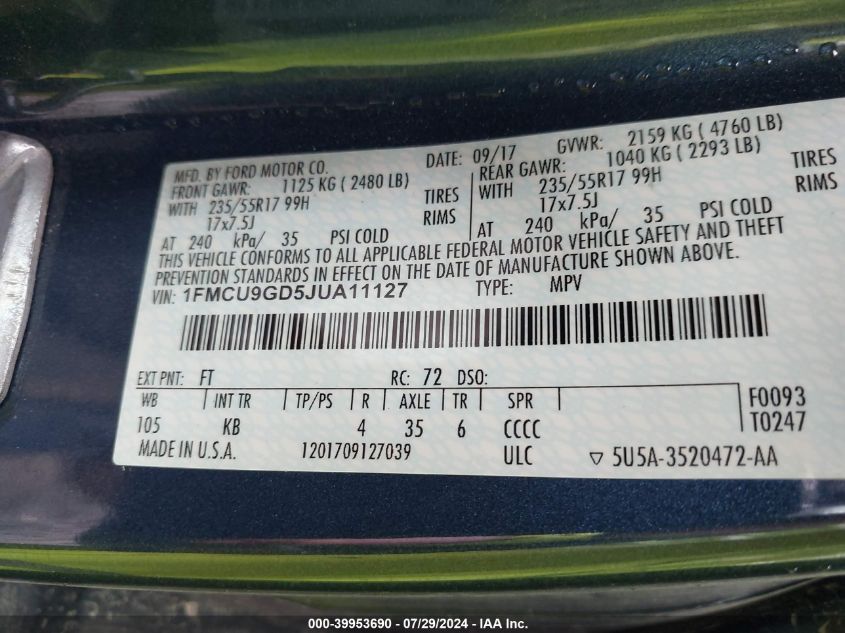 MFD. BY FORD MOTOR CO. DATE: 09/17 GVWR: 2159 KG ( 4760 LB)
FRONT GAWR: 1125 KG ( 2480 LB) REAR GAWR: 1040 KG ( 2293 LB)
WITH 235/55R17 99H TIRES WITH 235/55R17 99H TIRES
17x7.5J RIMS 17x7.5J RIMS
AT 240 kPa/ 35 PSI COLD AT 240 kPa/ 35 PSI COLD
THIS VEHICLE CONFORMS TO ALL APPLICABLE FEDERAL MOTOR VEHICLE SAFETY AND THEFT
PREVENTION STANDARDS IN EFFECT ON THE DATE OF MANUFACTURE SHOWN ABOVE.
VIN: 1FMCU9GD5JUA11127 TYPE: MPV
EXT PNT: FT RC: 72 DSO:
WB INT TR TP/PS R AXLE TR SPR F0093
105 KB 4 35 6 CCCC T0247
MADE IN U.S.A. 1201709127039 ULC ▽ 5U5A-3520472-AA
000-39953690 - 07/29/2024 - IAA Inc.